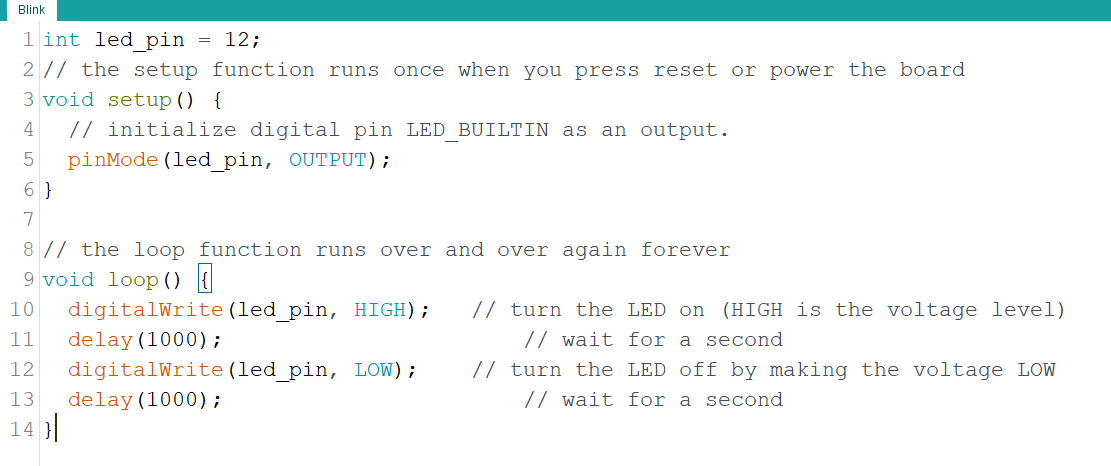 Blink
1 int led_pin = 12;
2 // the setup function runs once when you press reset or power the board
3 void setup() {
4   // initialize digital pin LED_BUILTIN as an output.
5   pinMode(led_pin, OUTPUT);
6 }
7
8 // the loop function runs over and over again forever
9 void loop() {
10   digitalWrite(led_pin, HIGH);   // turn the LED on (HIGH is the voltage level)
11   delay(1000);                       // wait for a second
12   digitalWrite(led_pin, LOW);    // turn the LED off by making the voltage LOW
13   delay(1000);                       // wait for a second
14 }